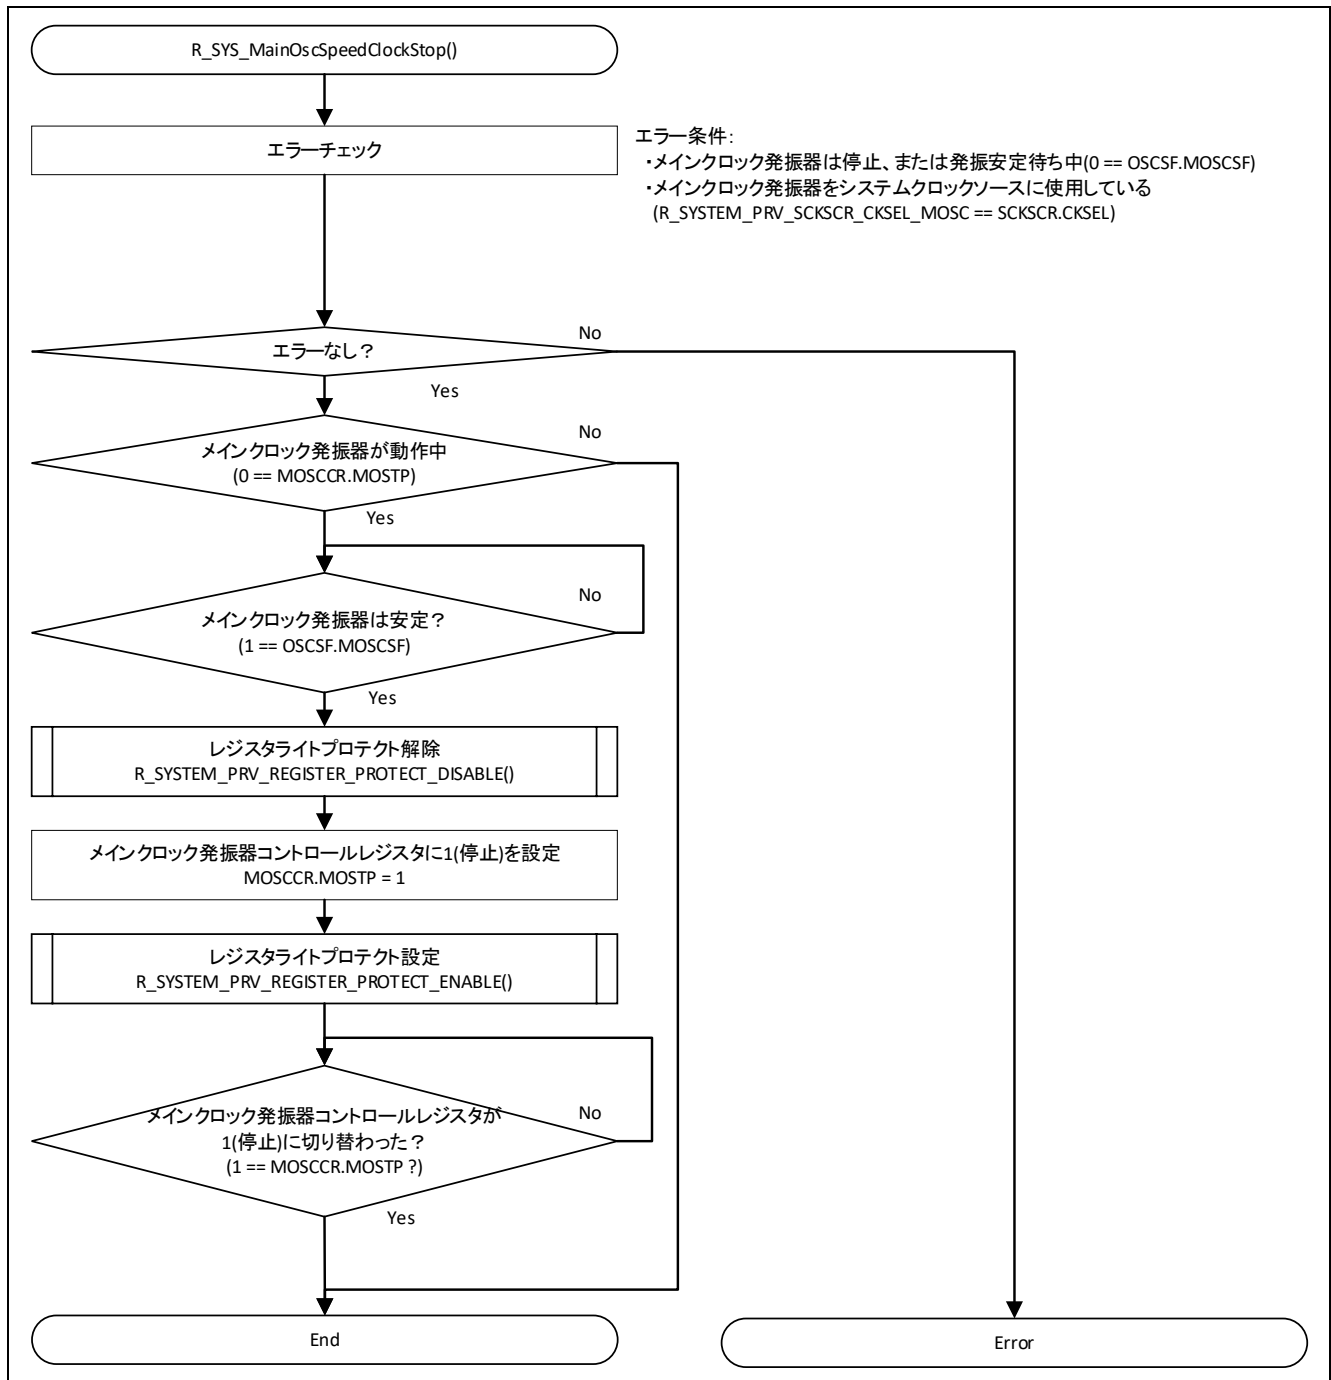 R_SYS_MainOscSpeedClockStop()
エラーチェック
エラー条件:
・メインクロック発振器は停止、または発振安定待ち中(0 == OSCSF.MOSCSF)
・メインクロック発振器をシステムクロックソースに使用している
(R_SYSTEM_PRV_SCKSCR_CKSEL_MOSC == SCKSCR.CKSEL)
エラーなし?
No
Yes
メインクロック発振器が動作中
(0 == MOSCCR.MOSTP)
No
Yes
メインクロック発振器は安定?
(1 == OSCSF.MOSCSF)
No
Yes
レジスタライトプロテクト解除
R_SYSTEM_PRV_REGISTER_PROTECT_DISABLE()
メインクロック発振器コントロールレジスタに1(停止)を設定
MOSCCR.MOSTP = 1
レジスタライトプロテクト設定
R_SYSTEM_PRV_REGISTER_PROTECT_ENABLE()
メインクロック発振器コントロールレジスタが
1(停止)に切り替わった?
(1 == MOSCCR.MOSTP ?)
No
Yes
End
Error